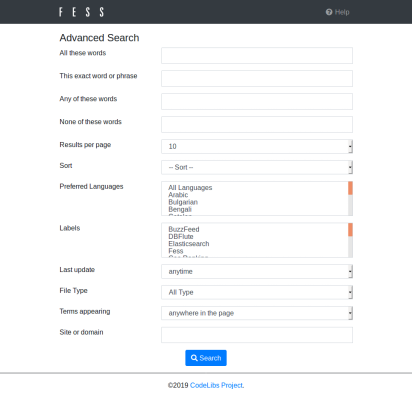 FESS
Help
Advanced Search
All these words
This exact word or phrase
Any of these words
None of these words
Results per page
10
Sort
-- Sort --
Preferred Languages
All Languages
Arabic
Bulgarian
Bengali
Labels
BuzzFeed
DBFlute
Elasticsearch
Fess
Last update
anytime
File Type
All Type
Terms appearing
anywhere in the page
Site or domain
Search
©2019 CodeLibs Project.